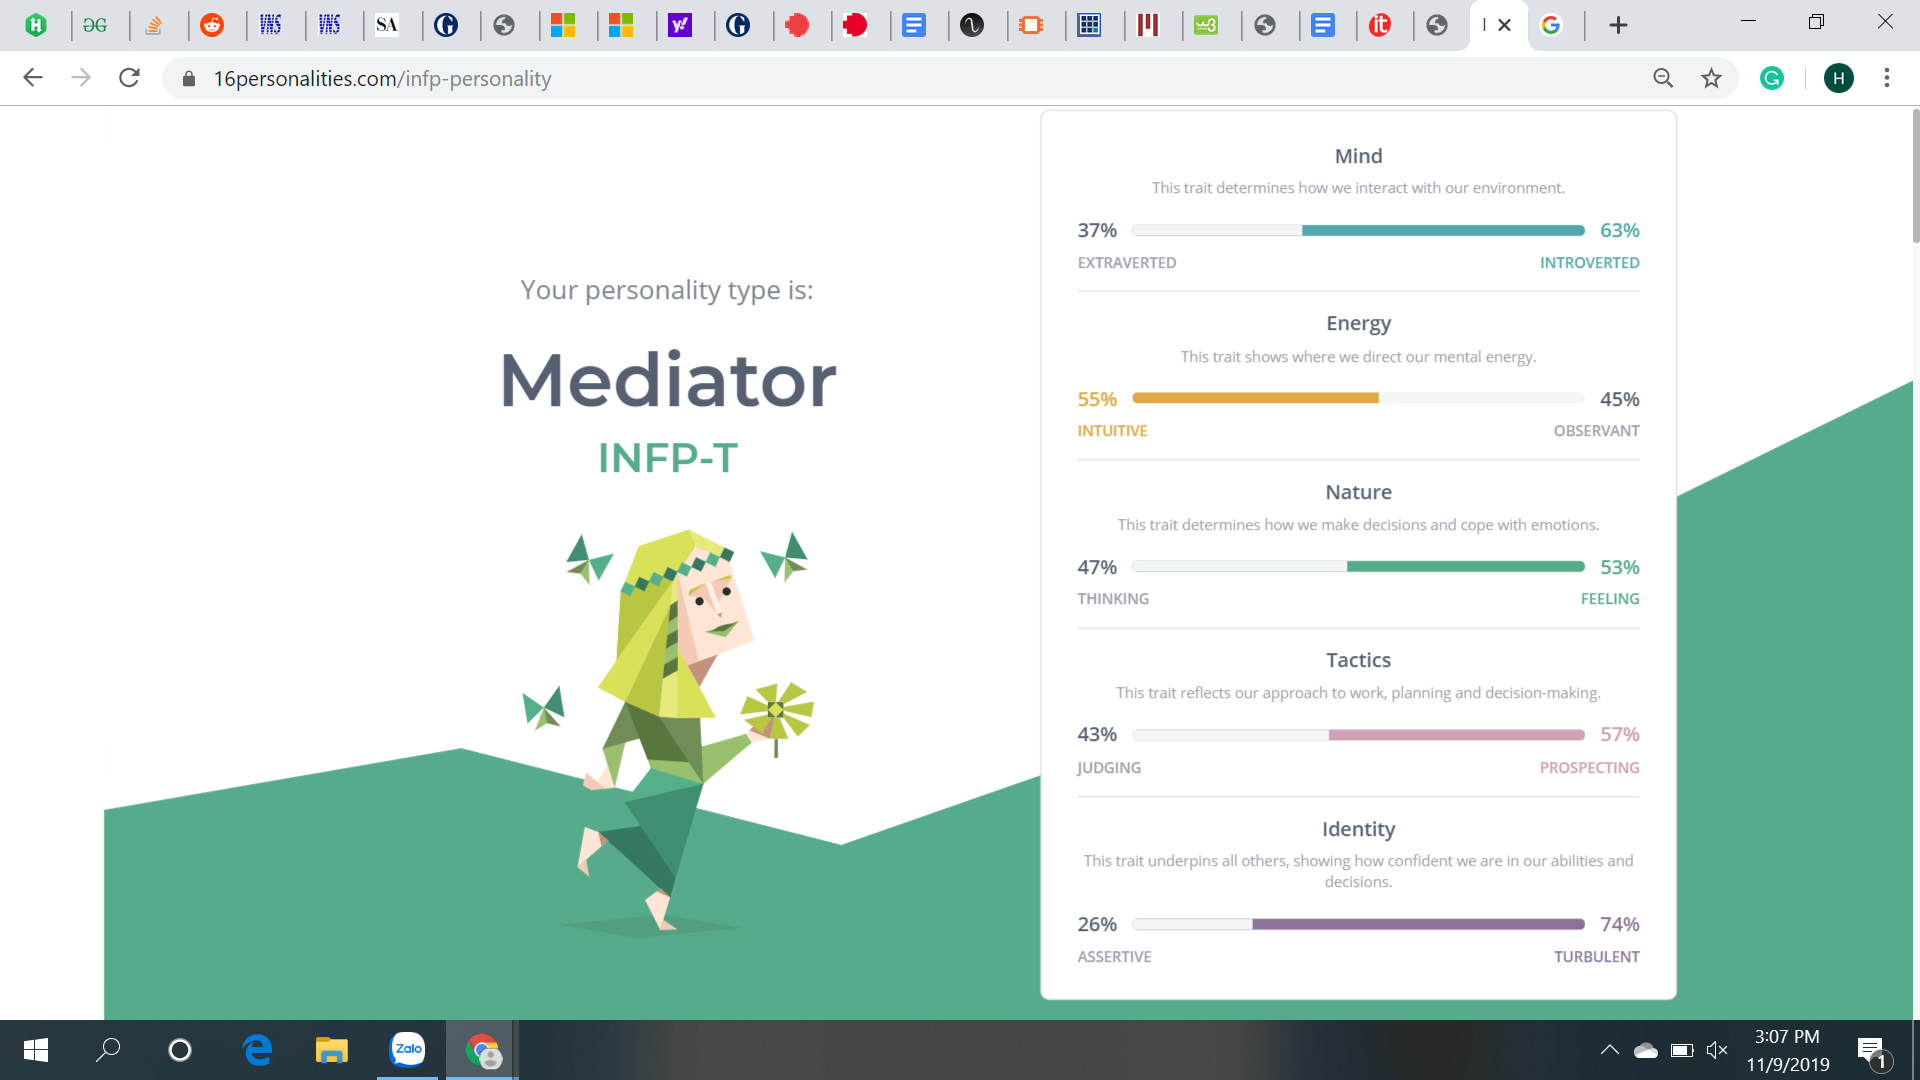 VNS
VNS
SA
G
y!
w3
it
I
G
16personalities.com/infp-personality
G
H
Your personality type is:
Mediator
INFP-T
Mind
This trait determines how we interact with our environment.
37%
63%
EXTRAVERTED
INTROVERTED
Energy
This trait shows where we direct our mental energy.
55%
45%
INTUITIVE
OBSERVANT
Nature
This trait determines how we make decisions and cope with emotions.
47%
53%
THINKING
FEELING
Tactics
This trait reflects our approach to work, planning and decision-making.
43%
57%
JUDGING
PROSPECTING
Identity
This trait underpins all others, showing how confident we are in our abilities and
decisions.
26%
74%
ASSERTIVE
TURBULENT
Zalo
3:07 PM
11/9/2019
1